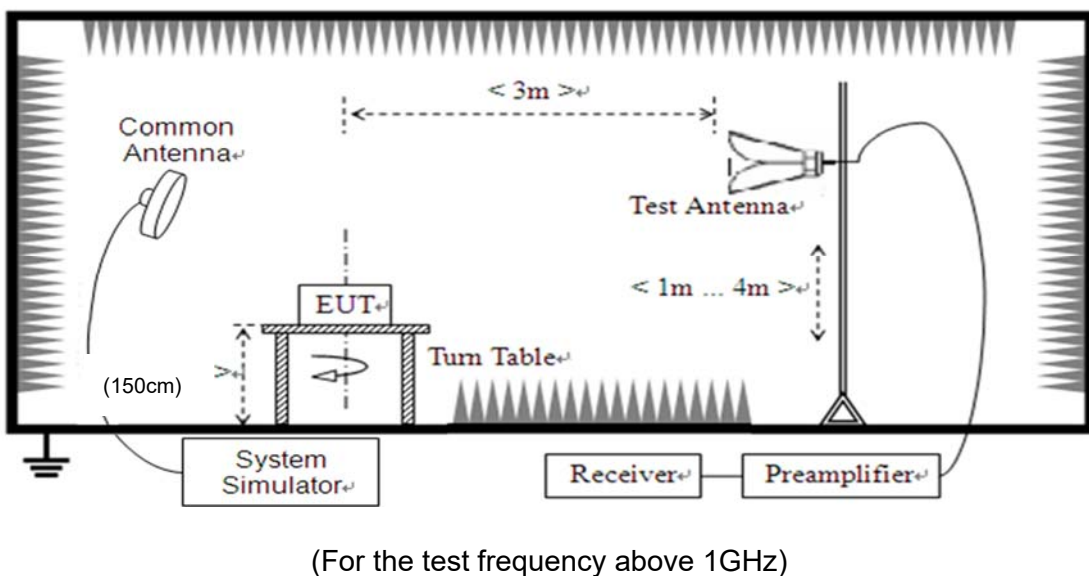 < 3m >↵
Common
Antenna↵
Test Antenna↵
< 1m ... 4m >↵
EUT↵
Turn Table↵
>↵
(150cm)
System
Simulator↵
Receiver↵
Preamplifier↵
(For the test frequency above 1GHz)